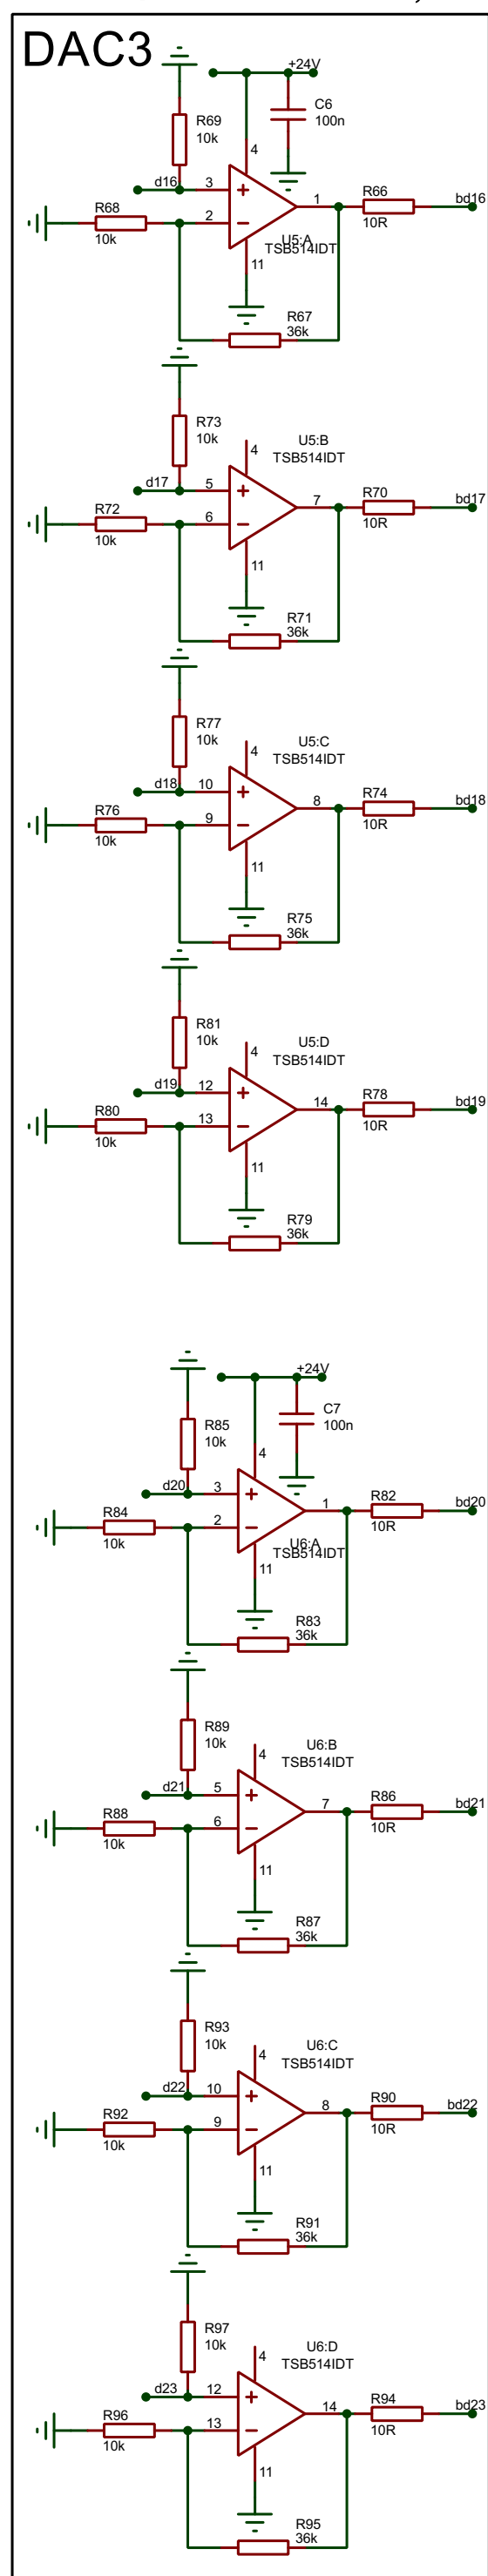 DAC3
+24V
C6
100n
R69
10k
4
d16
3
+
1
R66
bd16
R68
2
−
10R
10k
U5:A
TSB514IDT
11
R67
36k
R73
10k
4
U5:B
TSB514IDT
d17
5
+
7
R70
bd17
R72
6
−
10R
10k
11
R71
36k
R77
10k
4
U5:C
TSB514IDT
d18
10
+
8
R74
bd18
R76
9
−
10R
10k
11
R75
36k
R81
10k
4
U5:D
TSB514IDT
d19
12
+
14
R78
bd19
R80
13
−
10R
10k
11
R79
36k
+24V
C7
100n
R85
10k
4
d20
3
+
1
R82
bd20
R84
2
−
10R
10k
U6:A
TSB514IDT
11
R83
36k
R89
10k
4
U6:B
TSB514IDT
d21
5
+
7
R86
bd21
R88
6
−
10R
10k
11
R87
36k
R93
10k
4
U6:C
TSB514IDT
d22
10
+
8
R90
bd22
R92
9
−
10R
10k
11
R91
36k
R97
10k
4
U6:D
TSB514IDT
d23
12
+
14
R94
bd23
R96
13
−
10R
10k
11
R95
36k